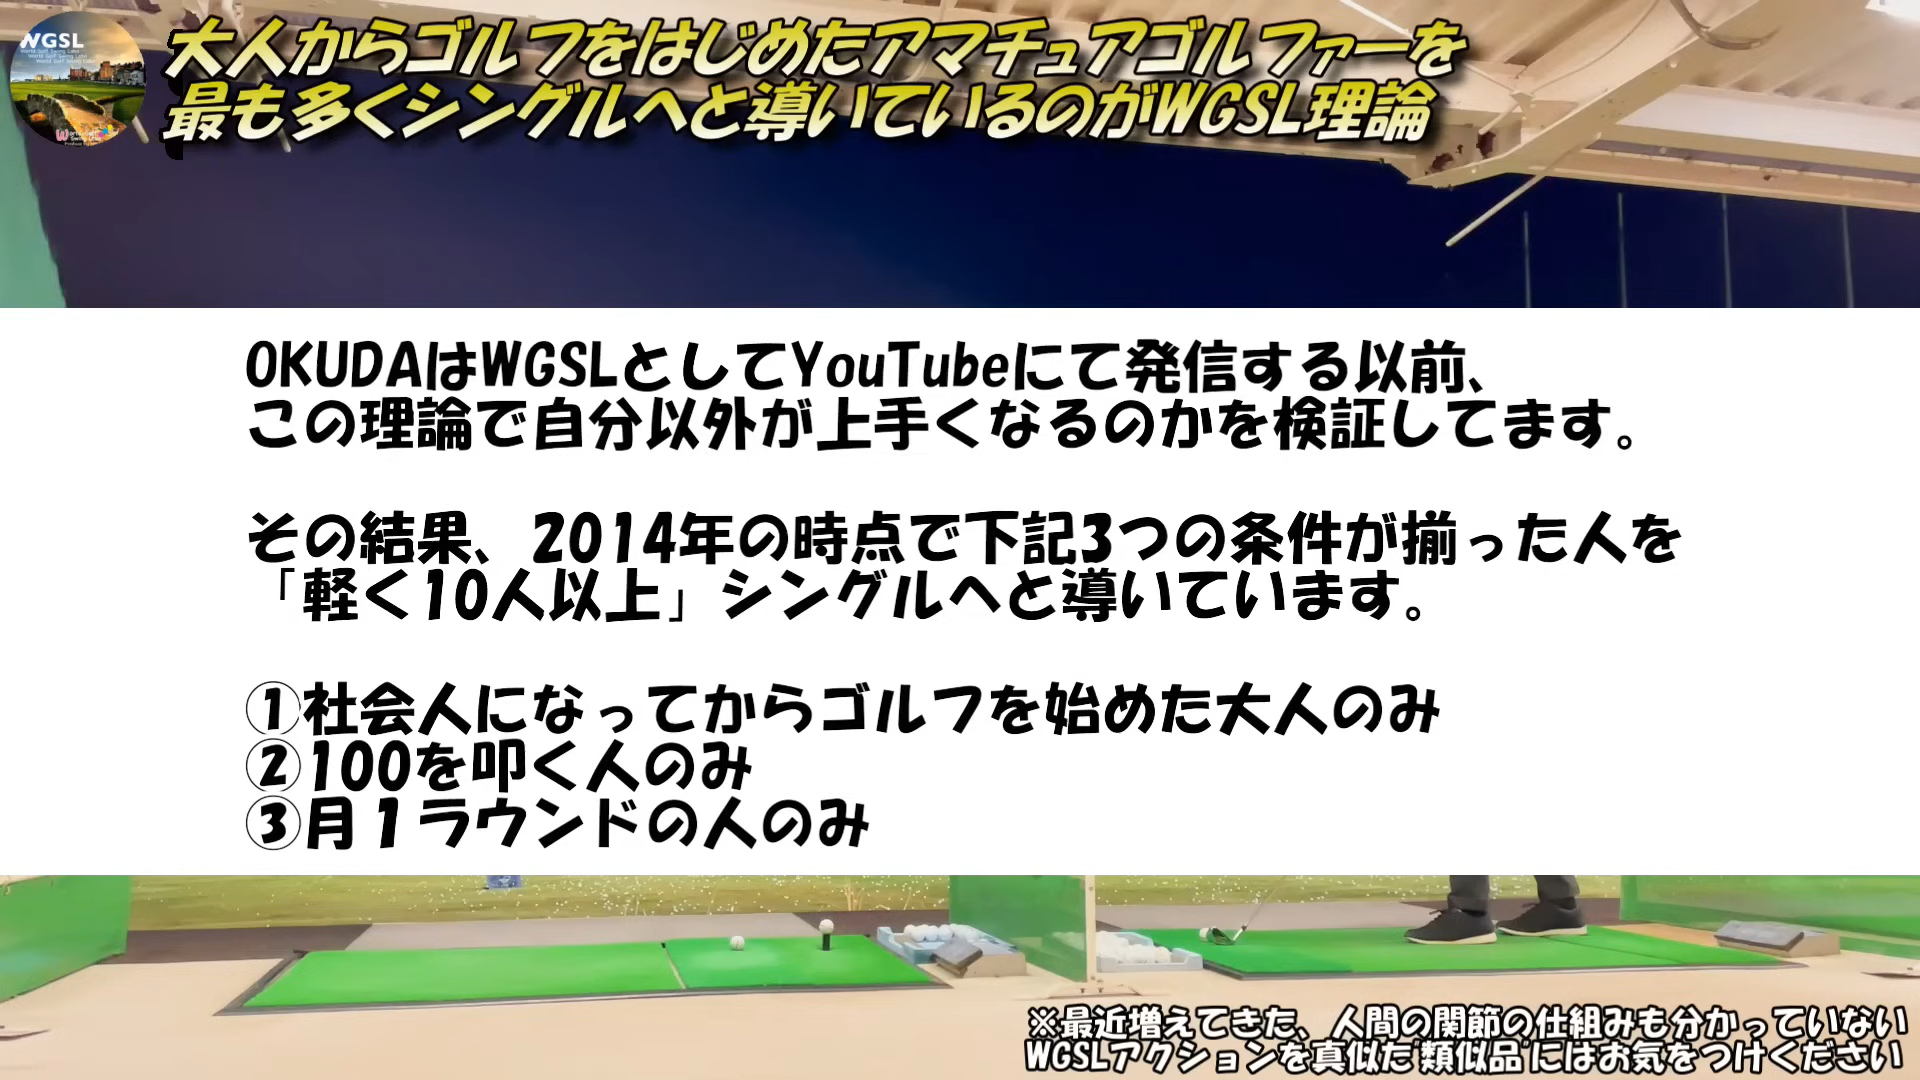 WGSL
World Golf Swing Labo
World Golf Swing Labo
World Golf Swing Labo
大人からゴルフをはじめたアマチュアゴルファーを
最も多くシングルへと導いているのがWGSL理論
OKUDAはWGSLとしてYouTubeにて発信する以前、
この理論で自分以外が上手くなるのかを検証してます。
その結果、2014年の時点で下記3つの条件が揃った人を
「軽く10人以上」シングルへと導いています。
①社会人になってからゴルフを始めた大人のみ
②100を叩く人のみ
③月１ラウンドの人のみ
※最近増えてきた、人間の関節の仕組みも分かっていない
WGSLアクションを真似た"類似品"にはお気をつけください